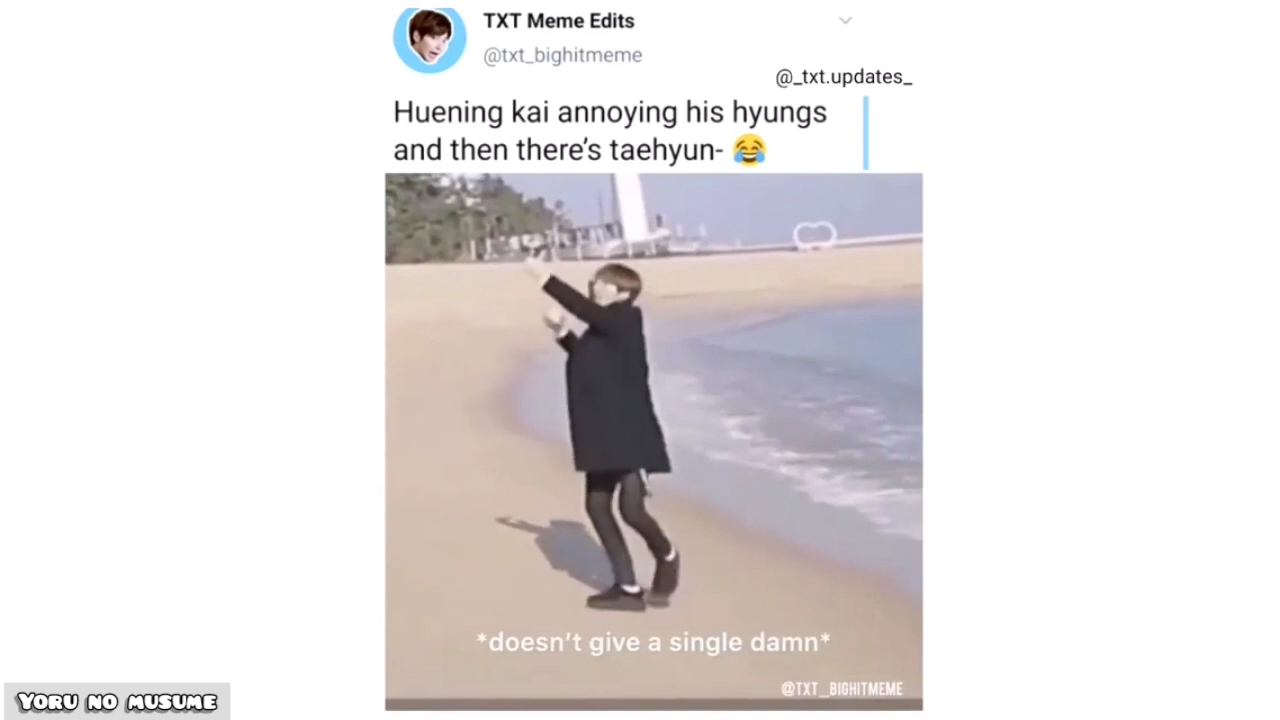 TXT Meme Edits
@txt_bighitmeme
@_txt.updates_
Huening kai annoying his hyungs
and then there’s taehyun- 😂
*doesn’t give a single damn*
@TXT_BIGHITMEME
YORU NO MUSUME